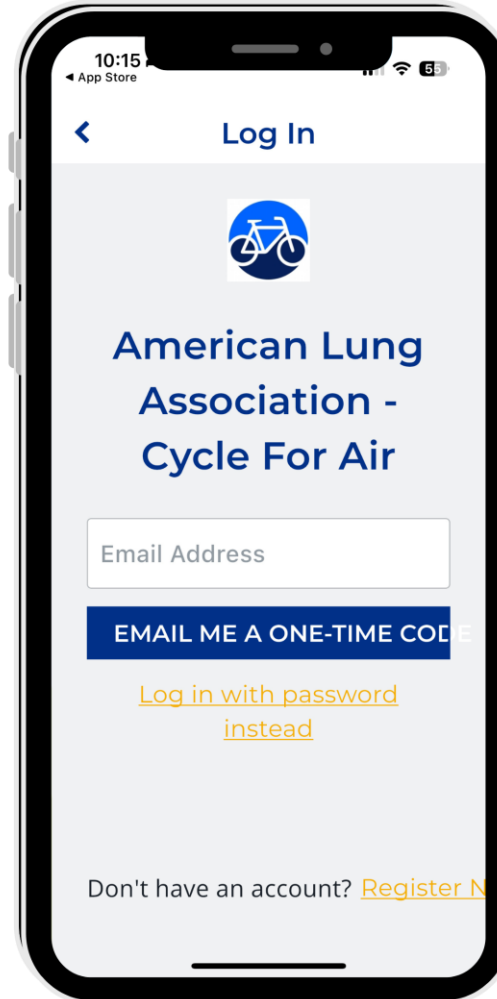 10:15
◀ App Store
55
Log In
American Lung
Association -
Cycle For Air
Email Address
EMAIL ME A ONE-TIME CODE
Log in with password
instead
Don't have an account? Register N